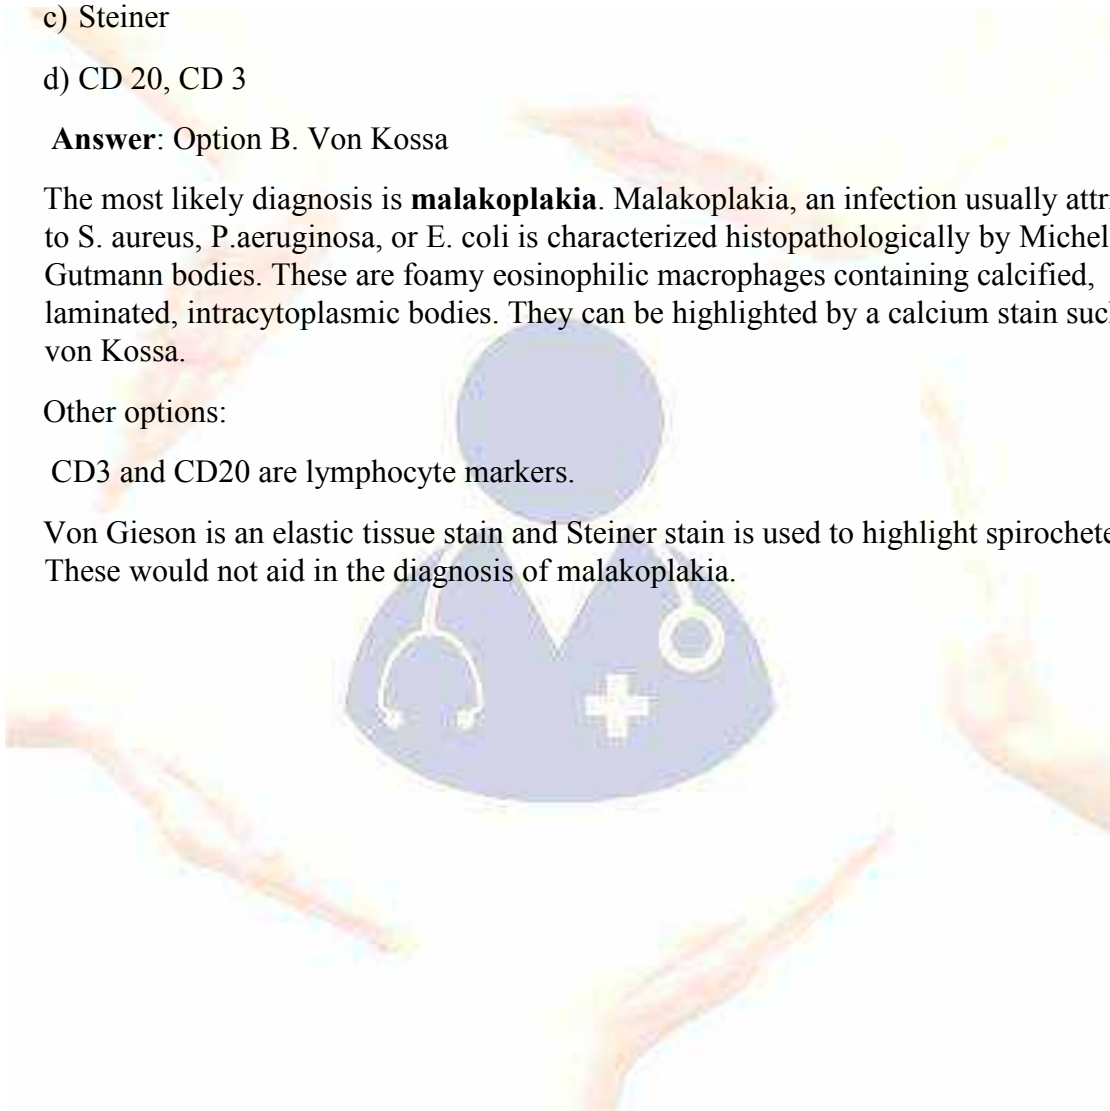 c) Steiner
d) CD 20, CD 3
Answer: Option B. Von Kossa
The most likely diagnosis is malakoplakia. Malakoplakia, an infection usually
to S. aureus, P.aeruginosa, or E. coli is characterized histopathologically by
Gutmann bodies. These are foamy eosinophilic macrophages containing calcified,
laminated, intracytoplasmic bodies. They can be highlighted by a calcium stain
von Kossa.
Other options:
CD3 and CD20 are lymphocyte markers.
Von Gieson is an elastic tissue stain and Steiner stain is used to highlight
These would not aid in the diagnosis of malakoplakia.